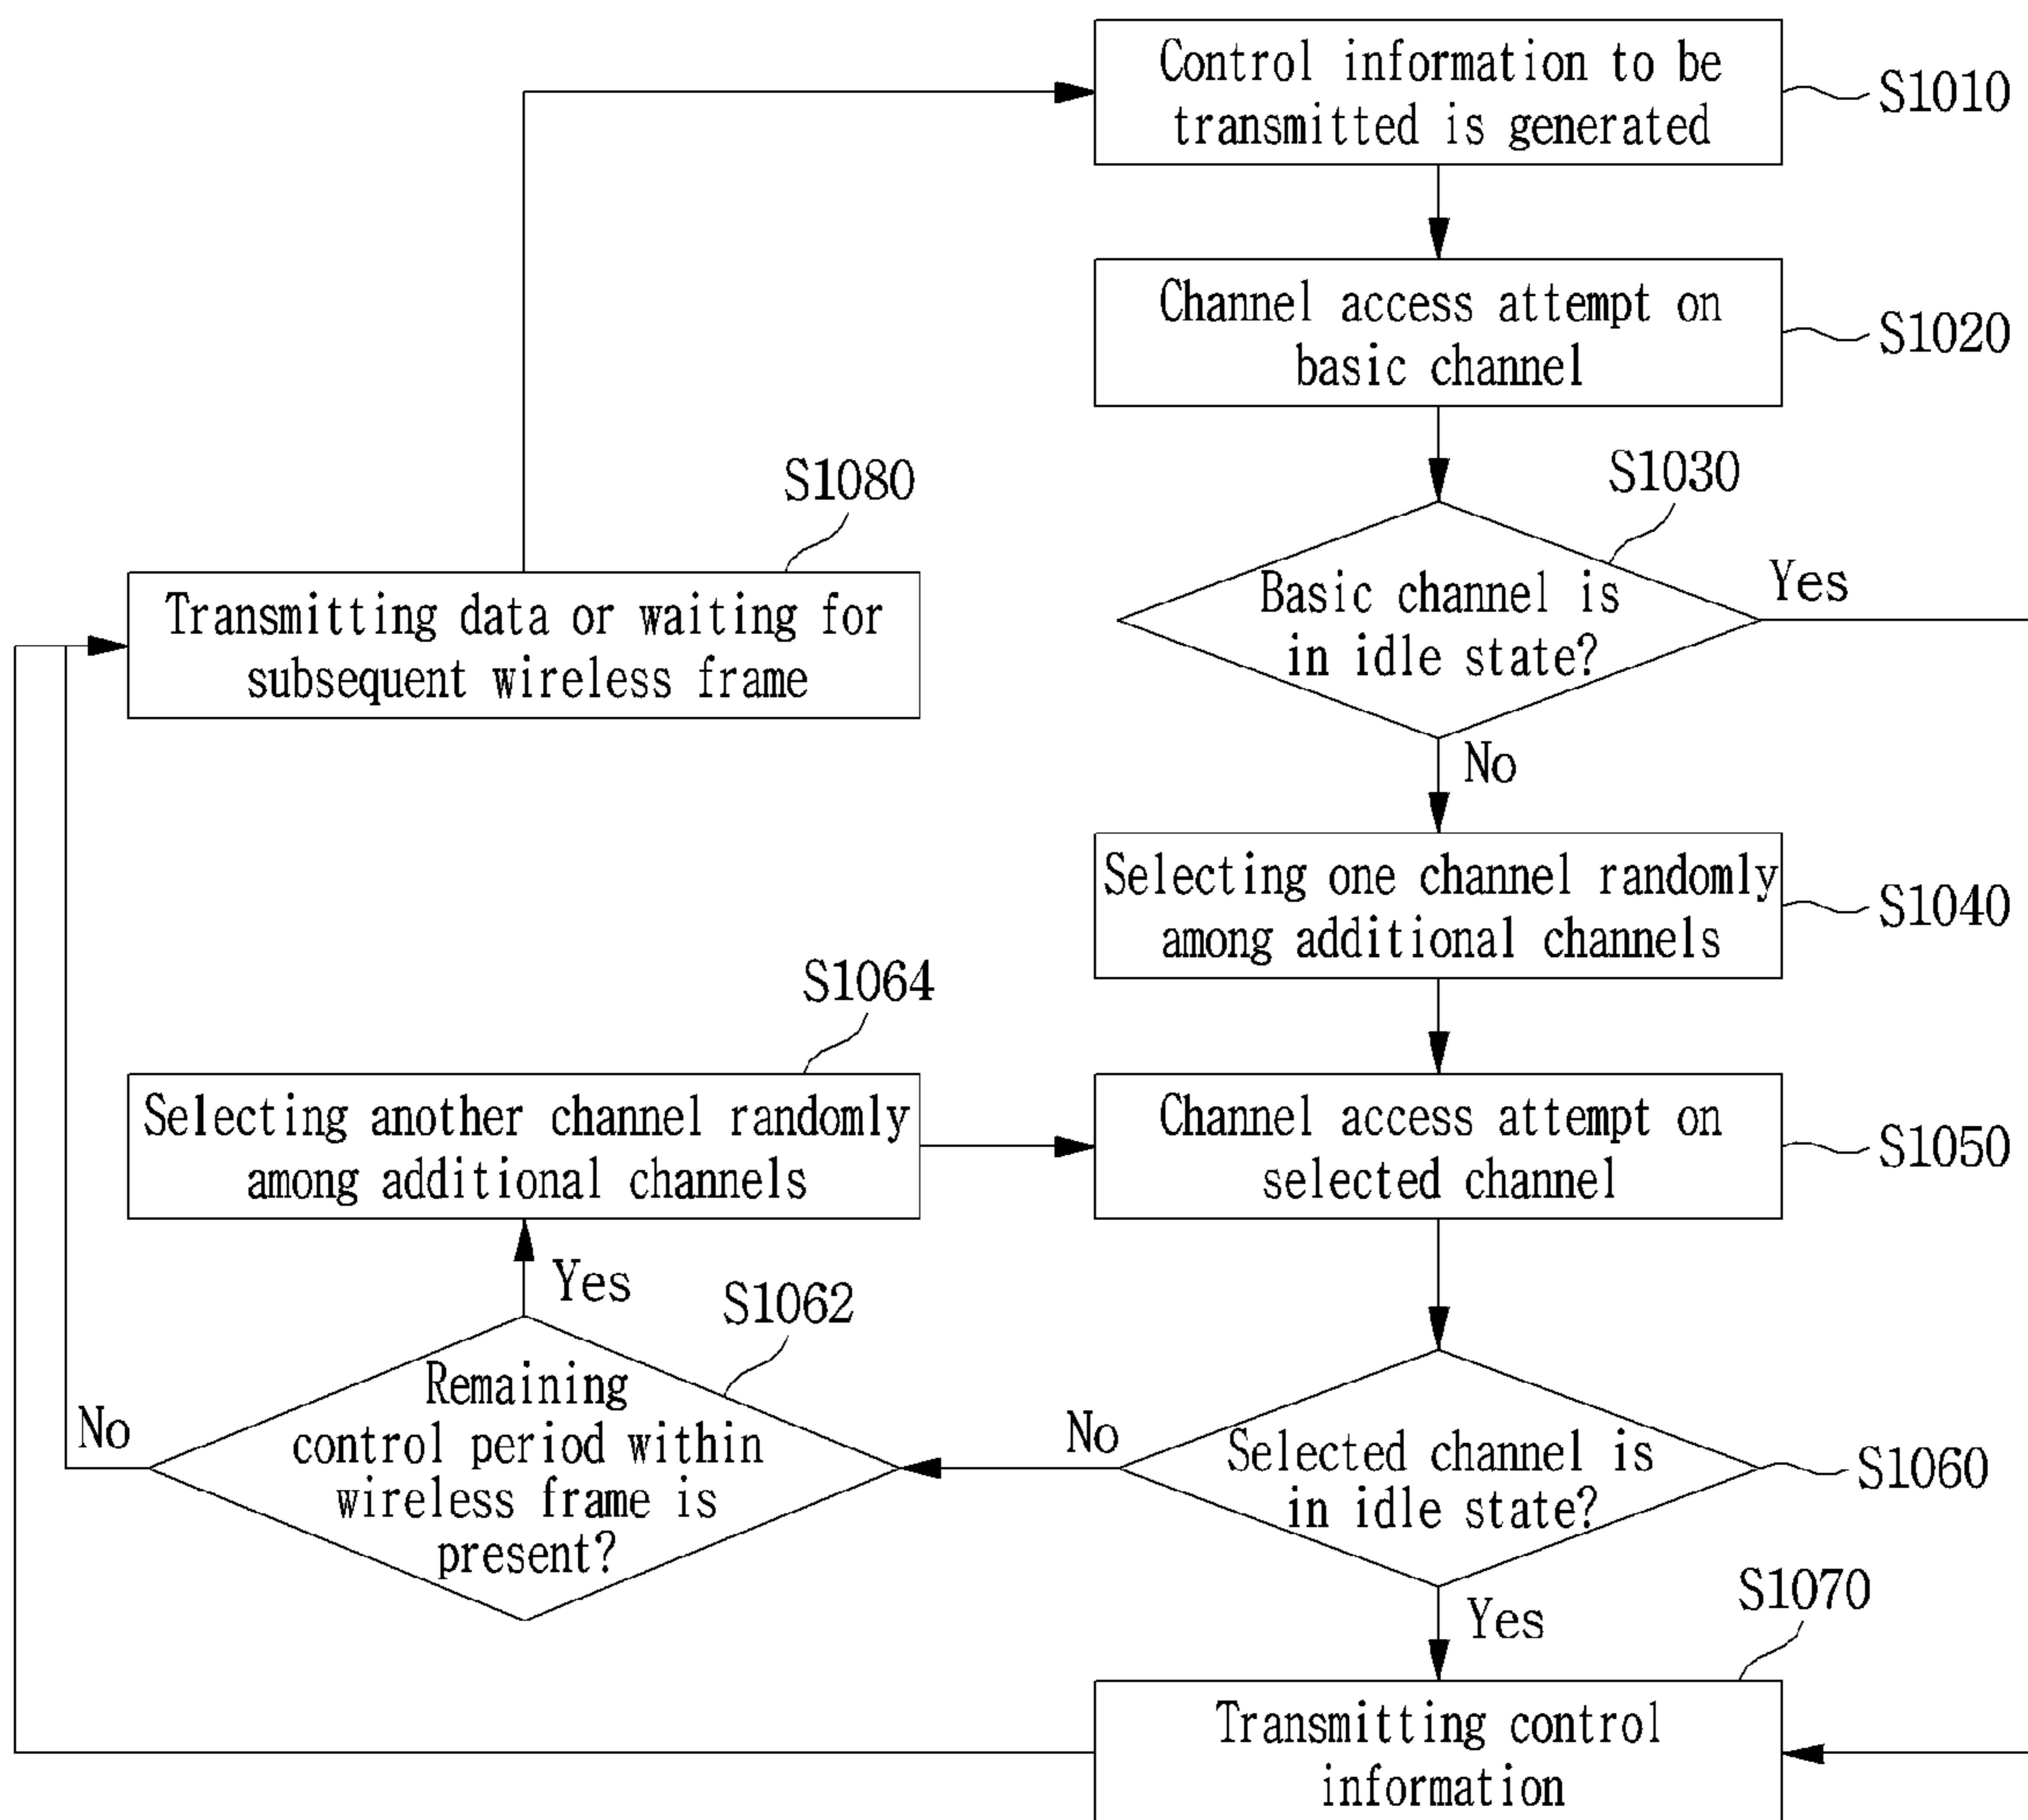 Control information to be
transmitted is generated
S1010
Channel access attempt on
basic channel
S1020
S1030
Basic channel is
in idle state?
Yes
No
S1080
Transmitting data or waiting for
subsequent wireless frame
Selecting one channel randomly
among additional channels
S1040
S1064
Selecting another channel randomly
among additional channels
Channel access attempt on
selected channel
S1050
Yes
S1062
Remaining
control period within
wireless frame is
present?
No
No
Selected channel is
in idle state?
S1060
Yes
S1070
Transmitting control
information